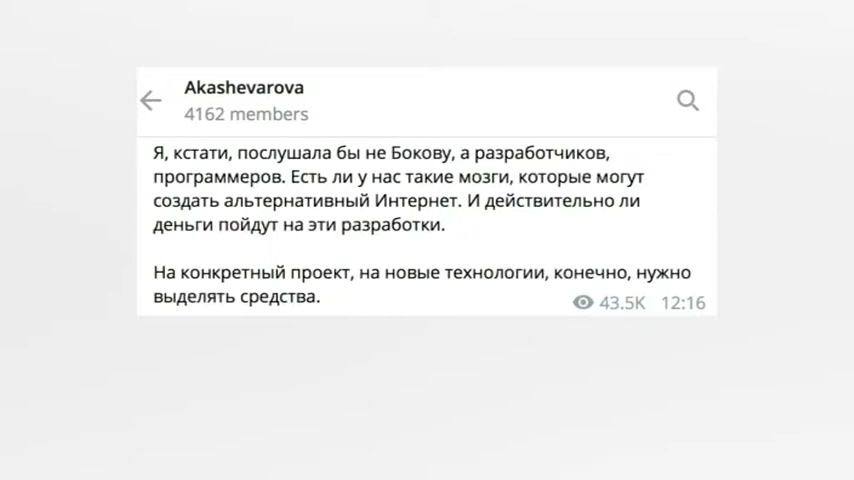 Akashevarova
4162 members
Я, кстати, послушала бы не Бокову, а разработчиков,
программеров. Есть ли у нас такие мозги, которые могут
создать альтернативный Интернет. И действительно ли
деньги пойдут на эти разработки.
На конкретный проект, на новые технологии, конечно, нужно
выделять средства.
43.5K 12:16